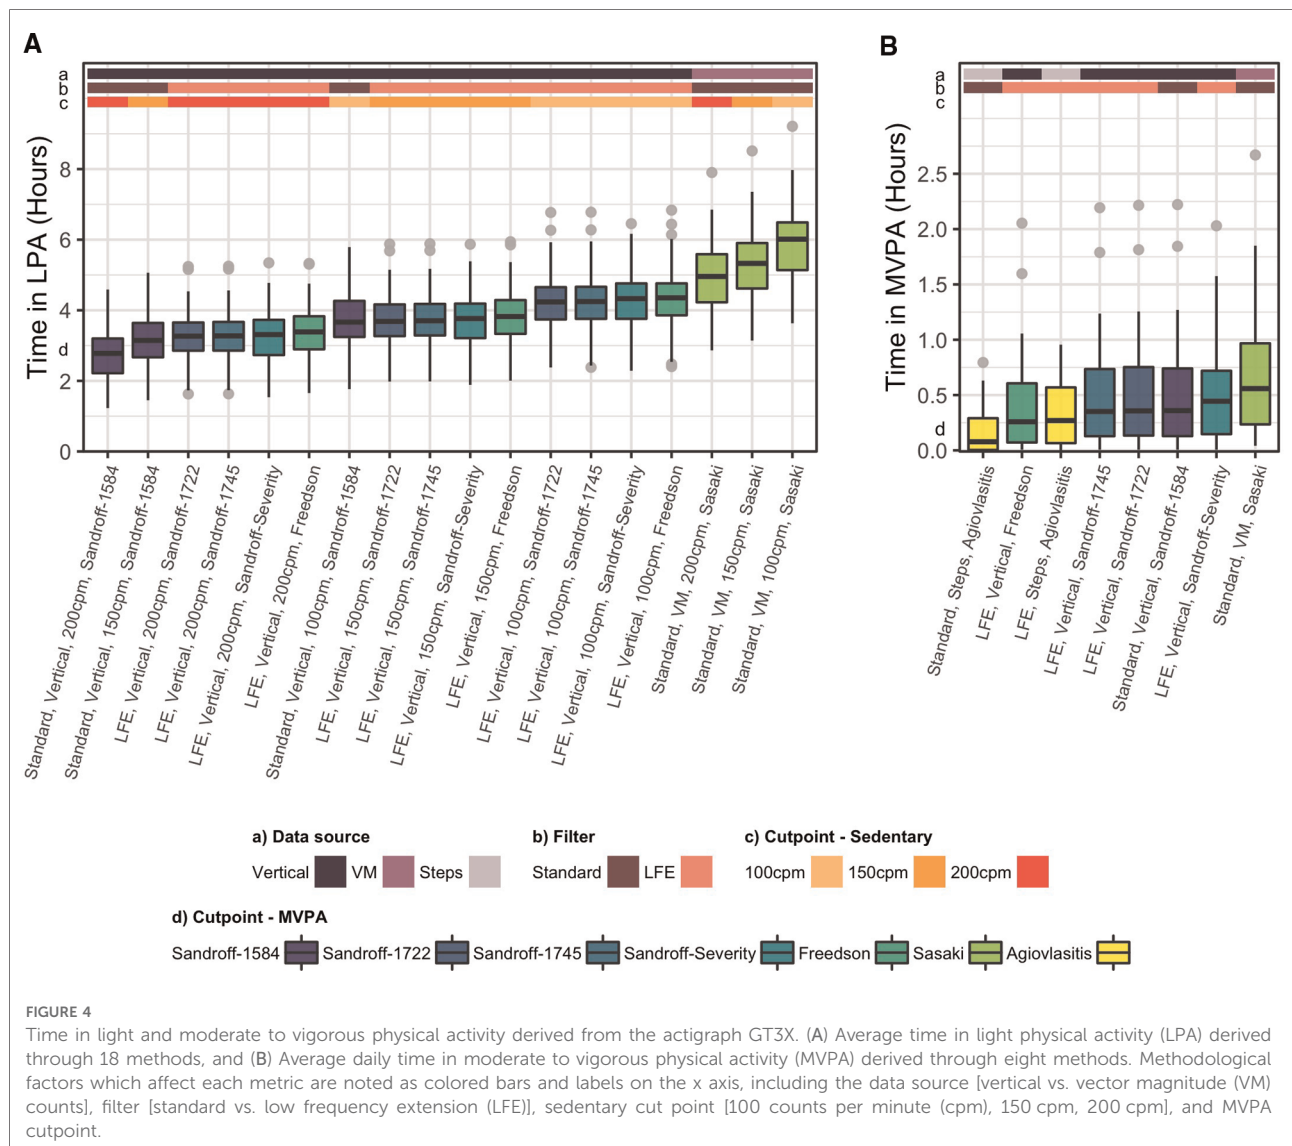 A
B
a
b
c
d
Time in LPA (Hours)
8
6
4
2
0
Standard, Vertical, 200cpm, Sandroff-1584
Standard, Vertical, 150cpm, Sandroff-1584
LFE, Vertical, 200cpm, Sandroff-1722
LFE, Vertical, 200cpm, Sandroff-1745
LFE, Vertical, 200cpm, Sandroff-Severity
LFE, Vertical, 200cpm, Freedson
Standard, Vertical, 100cpm, Sandroff-1584
LFE, Vertical, 150cpm, Sandroff-1722
LFE, Vertical, 150cpm, Sandroff-1745
LFE, Vertical, 150cpm, Sandroff-Severity
LFE, Vertical, 150cpm, Freedson
LFE, Vertical, 100cpm, Sandroff-1722
LFE, Vertical, 100cpm, Sandroff-1745
LFE, Vertical, 100cpm, Sandroff-Severity
LFE, Vertical, 100cpm, Freedson
Standard, VM, 200cpm, Sasaki
Standard, VM, 150cpm, Sasaki
Standard, VM, 100cpm, Sasaki
a
b
c
d
Time in MVPA (Hours)
2.5
2.0
1.5
1.0
0.5
0.0
Standard, Steps, Agiovlasitis
LFE, Vertical, Freedson
LFE, Steps, Agiovlasitis
LFE, Vertical, Sandroff-1745
LFE, Vertical, Sandroff-1722
Standard, Vertical, Sandroff-1584
LFE, Vertical, Sandroff-Severity
Standard, VM, Sasaki
a) Data source
Vertical VM Steps
b) Filter
Standard LFE
c) Cutpoint - Sedentary
100cpm 150cpm 200cpm
d) Cutpoint - MVPA
Sandroff-1584 Sandroff-1722 Sandroff-1745 Sandroff-Severity Freedson Sasaki Agiovlasitis
FIGURE 4
Time in light and moderate to vigorous physical activity derived from the actigraph GT3X. (A) Average time in light physical activity (LPA) derived
through 18 methods, and (B) Average daily time in moderate to vigorous physical activity (MVPA) derived through eight methods. Methodological
factors which affect each metric are noted as colored bars and labels on the x axis, including the data source [vertical vs. vector magnitude (VM)
counts], filter [standard vs. low frequency extension (LFE)], sedentary cut point [100 counts per minute (cpm), 150 cpm, 200 cpm], and MVPA
cutpoint.